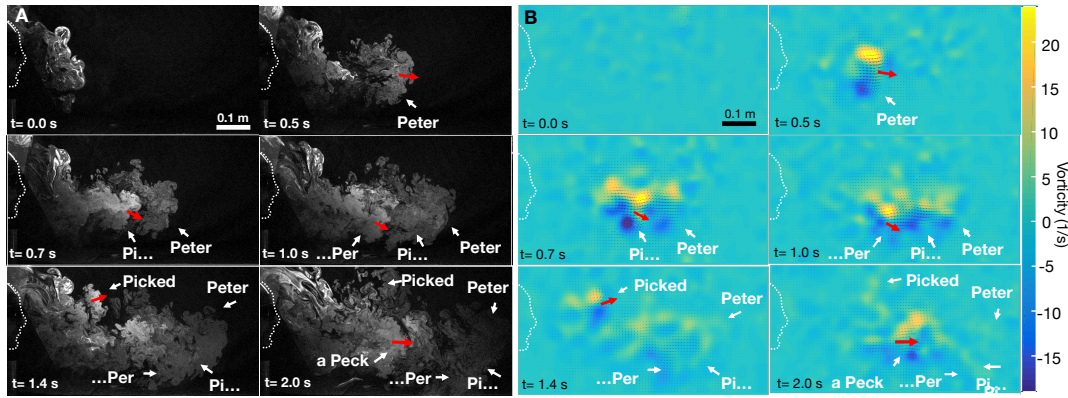 A
t= 0.0 s
0.1 m
t= 0.5 s
Peter
t= 0.7 s
Pi...
Peter
t= 1.0 s
...Per
Pi...
Peter
t= 1.4 s
Picked
...Per
Pi...
Peter
t= 2.0 s
Picked
Peter
a Peck
...Per
Pi...
B
t= 0.0 s
0.1 m
t= 0.5 s
Peter
t= 0.7 s
Pi...
Peter
t= 1.0 s
...Per
Pi...
Peter
t= 1.4 s
Picked
Peter
...Per
Pi...
t= 2.0 s
Picked
Peter
a Peck
...Per
Pi...
20
15
10
5
0
-5
-10
-15
Vorticity (1/s)